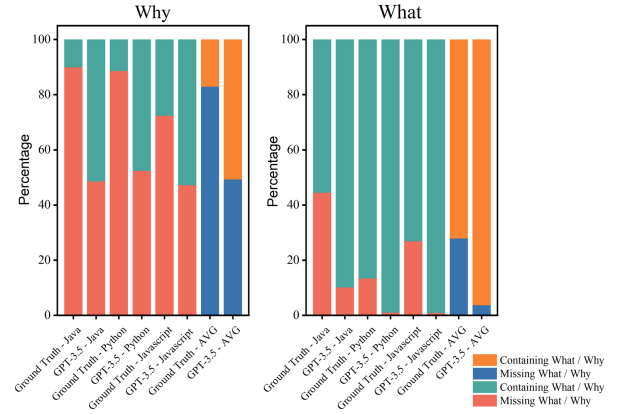 Why
What
Percentage
100
80
60
40
20
0
Ground Truth - Java
GPT-3.5 - Java
Ground Truth - Python
GPT-3.5 - Python
Ground Truth - Javascript
GPT-3.5 - Javascript
Ground Truth - AVG
GPT-3.5 - AVG
Percentage
100
80
60
40
20
0
Ground Truth - Java
GPT-3.5 - Java
Ground Truth - Python
GPT-3.5 - Python
Ground Truth - Javascript
GPT-3.5 - Javascript
Ground Truth - AVG
GPT-3.5 - AVG
Containing What / Why
Missing What / Why
Containing What / Why
Missing What / Why